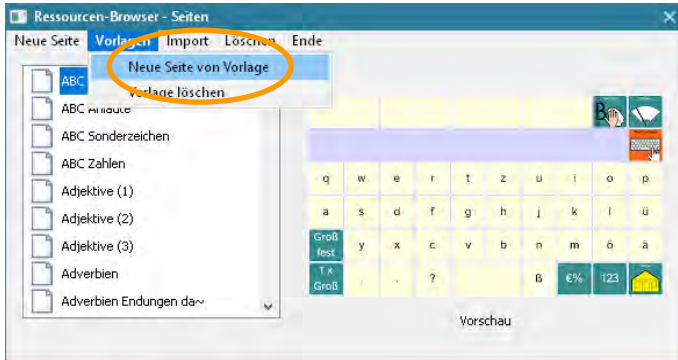 Ressourcen-Browser - Seiten
Neue Seite Vorlagen Import Löschen Ende
Neue Seite von Vorlage
Vorlage löschen
ABC
ABC Anlaute
ABC Sonderzeichen
ABC Zahlen
Adjektive (1)
Adjektive (2)
Adjektive (3)
Adverbien
Adverbien Endungen da~
B
q w e r t z u i o p
a s d f g h j k l ü
Groß fest y x c v b n m ö ä
1 x Groß . ? ß €% 123
Vorschau